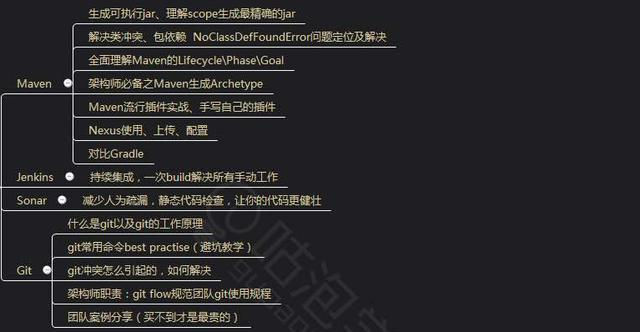 生成可执行jar、理解scope生成最精确的jar
解决类冲突、包依赖 NoClassDefFoundError问题定位及解决
全面理解Maven的Lifecycle\Phase\Goal
Maven
架构师必备之Maven生成Archetype
Maven流行插件实战、手写自己的插件
Nexus使用、上传、配置
对比Gradle
Jenkins
持续集成，一次build解决所有手动工作
Sonar
减少人为疏漏，静态代码检查，让你的代码更健壮
什么是git以及git的工作原理
git常用命令best practise（避坑教学）
Git
git冲突怎么引起的，如何解决
架构师职责：git flow规范团队git使用规程
团队案例分享（买不到才是最贵的）